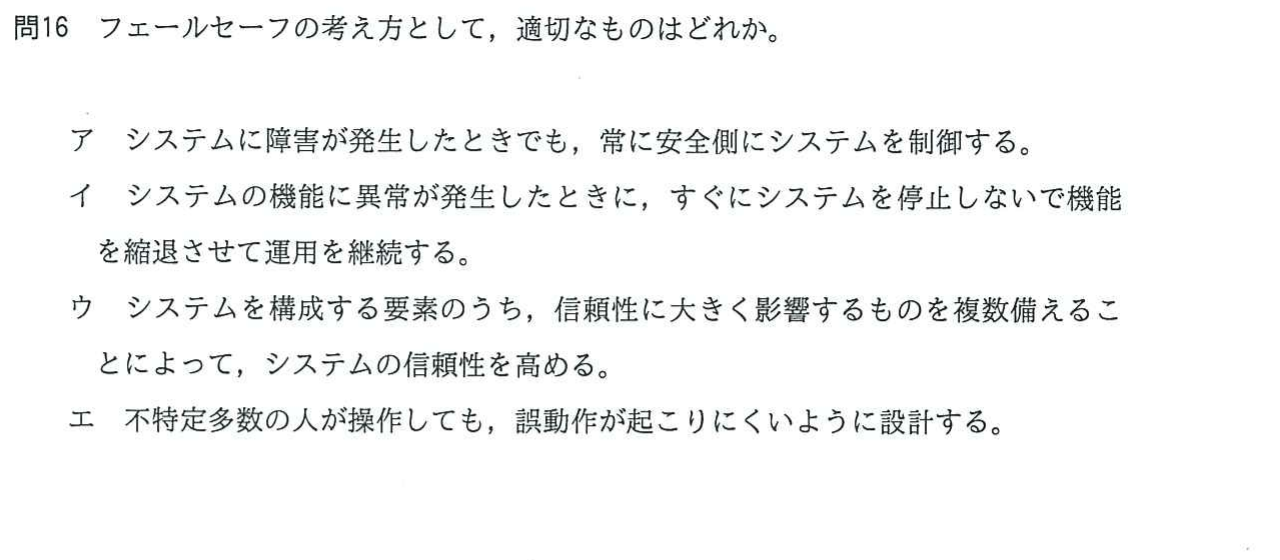 問16 フェールセーフの考え方として，適切なものはどれか。
ア システムに障害が発生したときでも，常に安全側にシステムを制御する。
イ システムの機能に異常が発生したときに，すぐにシステムを停止しないで機能
を縮退させて運用を継続する。
ウ システムを構成する要素のうち，信頼性に大きく影響するものを複数備えるこ
とによって，システムの信頼性を高める。
エ 不特定多数の人が操作しても，誤動作が起こりにくいように設計する。